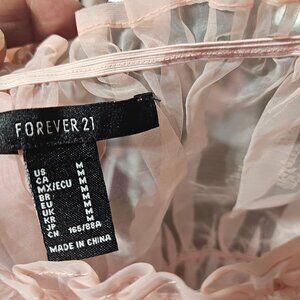 FOREVER 21
US M
CA M
MX/ECU M
BR M
EU M
UK M
KR M
JP M
CN 165/88A
MADE IN CHINA